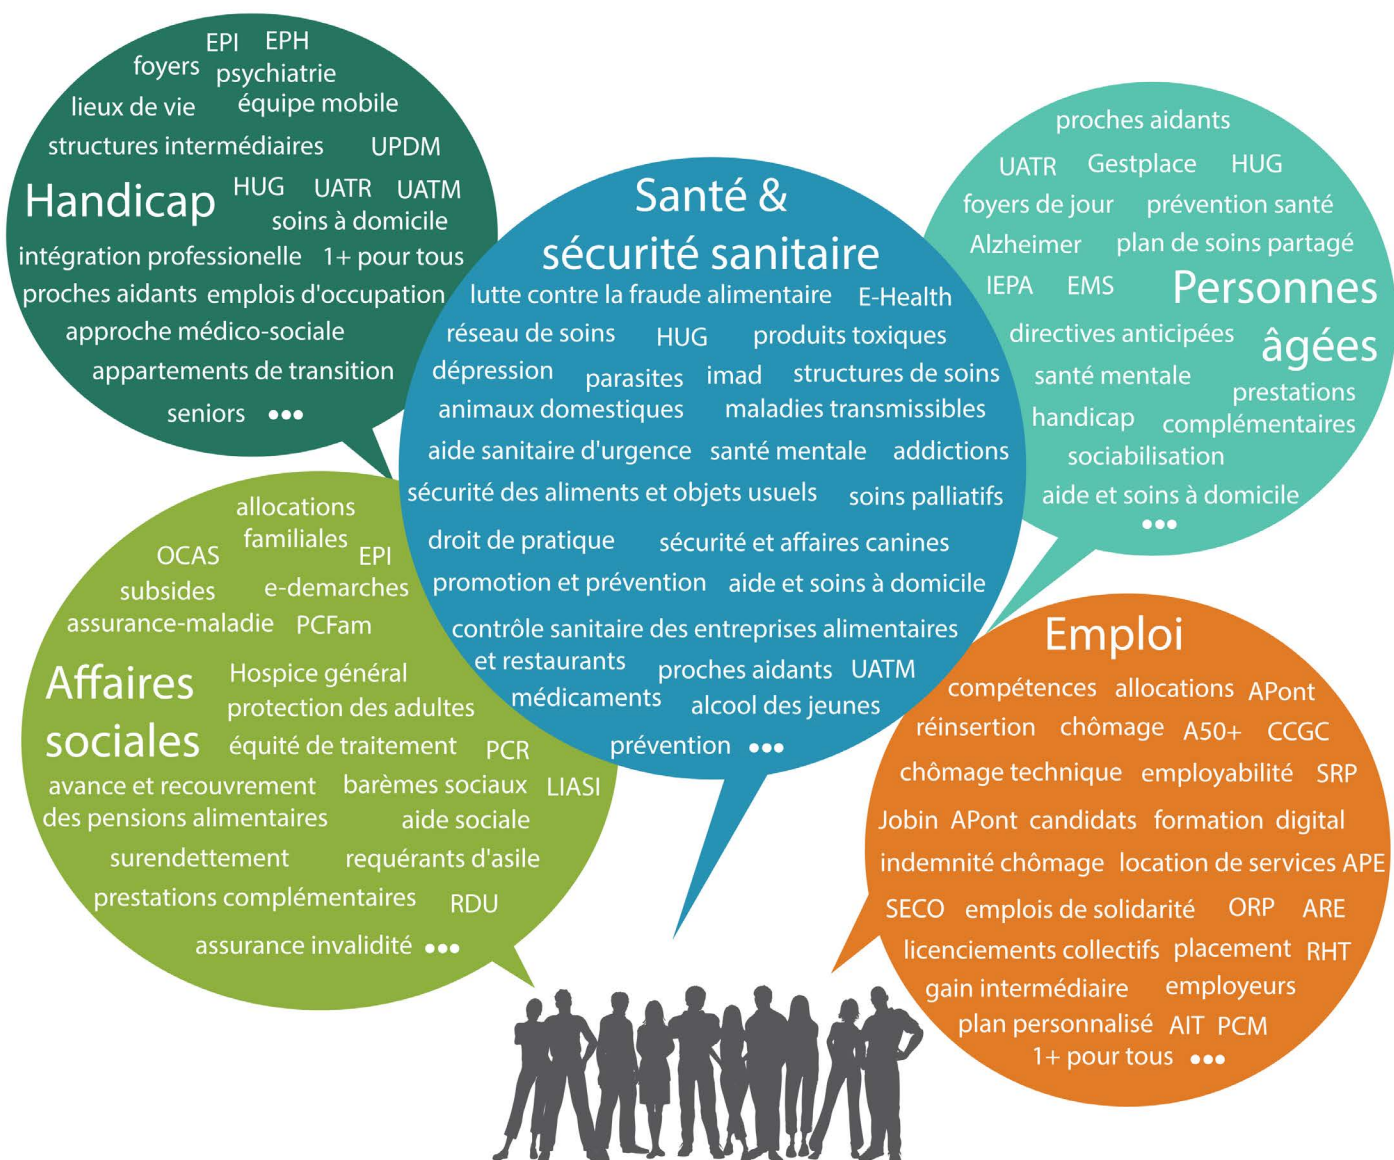 EPI EPH
foyers psychiatrie
lieux de vie équipe mobile
structures intermédiaires UPDM
Handicap HUG UATR UATM
soins à domicile
intégration professionelle 1+ pour tous
proches aidants emplois d'occupation
approche médico-sociale
appartements de transition
seniors •••
Santé &
sécurité sanitaire
lutte contre la fraude alimentaire E-Health
réseau de soins HUG produits toxiques
dépression parasites imad structures de soins
animaux domestiques maladies transmissibles
aide sanitaire d'urgence santé mentale addictions
sécurité des aliments et objets usuels soins palliatifs
droit de pratique sécurité et affaires canines
promotion et prévention aide et soins à domicile
contrôle sanitaire des entreprises alimentaires
et restaurants proches aidants UATM
médicaments alcool des jeunes
prévention •••
proches aidants
UATR Gestplace HUG
foyers de jour prévention santé
Alzheimer plan de soins partagé
IEPA EMS Personnes
directives anticipées âgées
santé mentale prestations
handicap complémentaires
sociabilisation
aide et soins à domicile
•••
allocations
familiales
OCAS EPI
subsides e-demarches
assurance-maladie PCFam
Affaires Hospice général
protection des adultes
sociales équité de traitement PCR
avance et recouvrement barèmes sociaux LIASI
des pensions alimentaires aide sociale
surendettement requérants d'asile
prestations complémentaires RDU
assurance invalidité •••
Emploi
compétences allocations APont
réinsertion chômage A50+ CCGC
chômage technique employabilité SRP
Jobin APont candidats formation digital
indemnité chômage location de services APE
SECO emplois de solidarité ORP ARE
licenciements collectifs placement RHT
gain intermédiaire employeurs
plan personnalisé AIT PCM
1+ pour tous •••